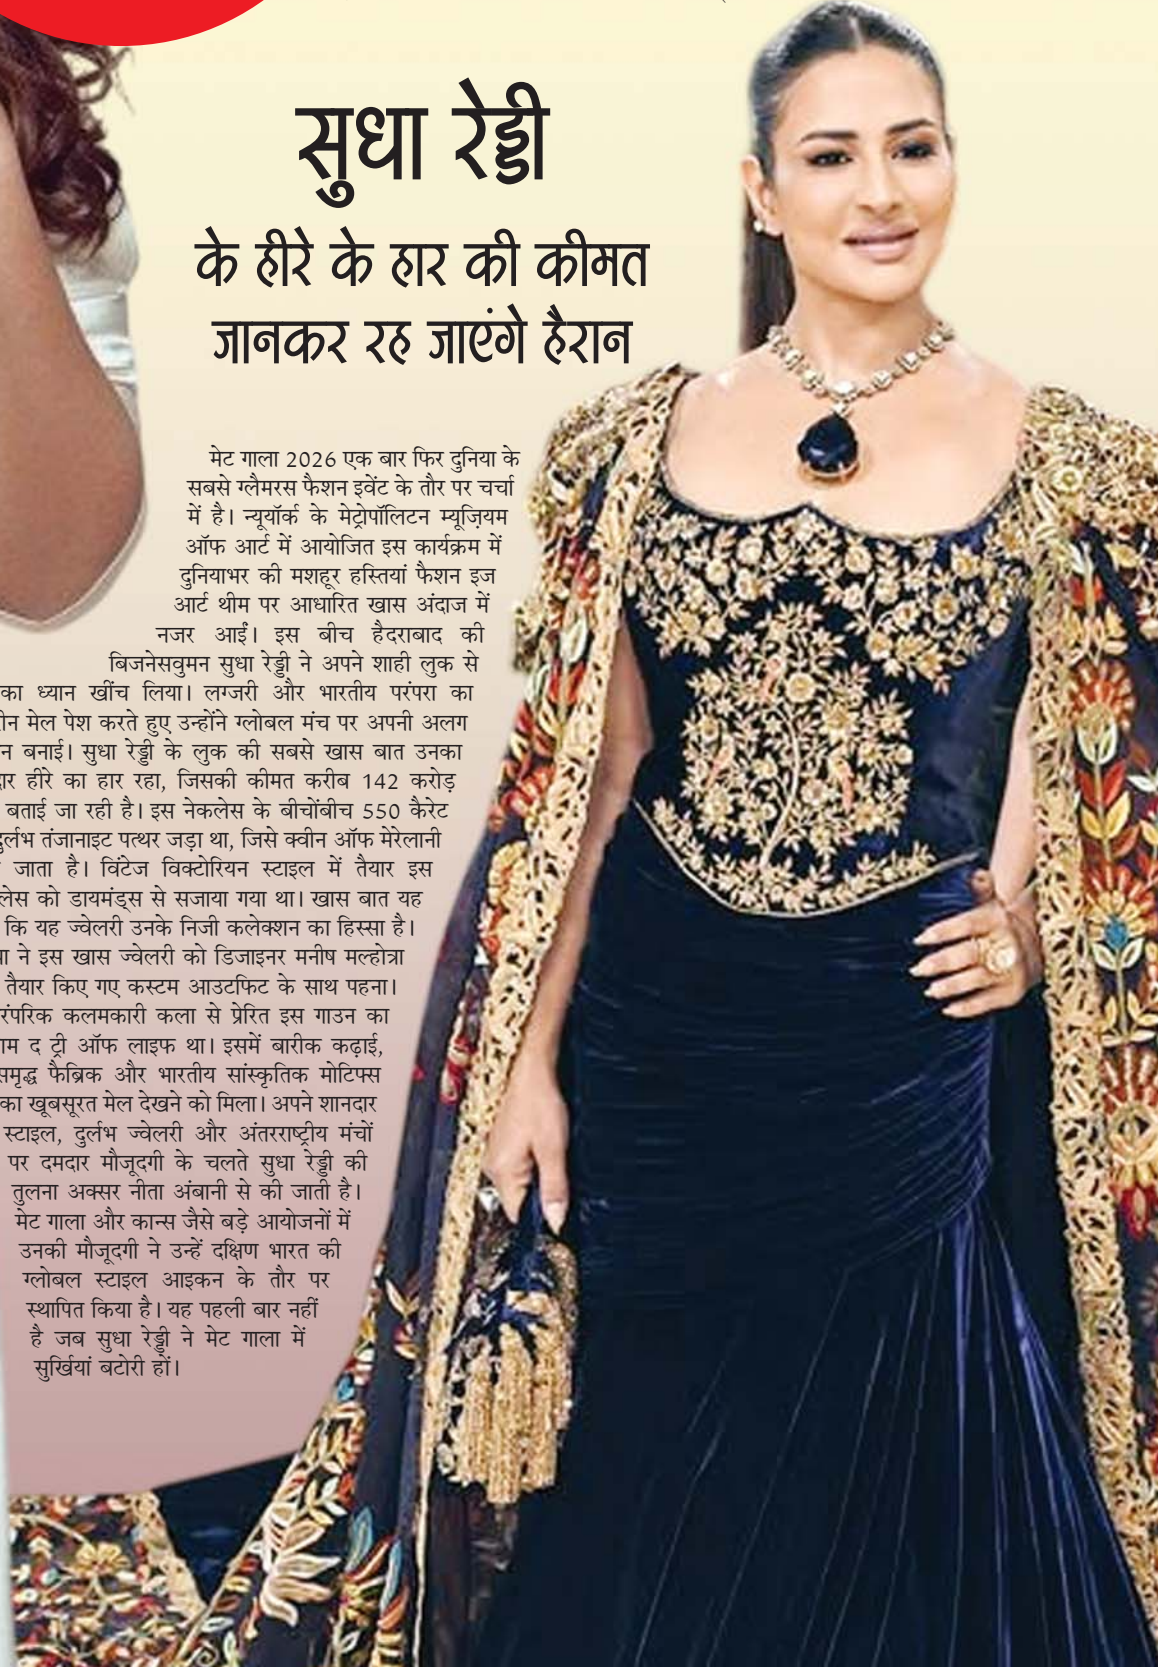 सुधा रेड्डी
के हीरे के हार की कीमत
जानकर रह जाएंगे हैरान
मेट गाला 2026 एक बार फिर दुनिया के
सबसे ग्लैमरस फैशन इवेंट के तौर पर चर्चा
में है। न्यूयॉर्क के मेट्रोपॉलिटन म्यूज़ियम
ऑफ आर्ट में आयोजित इस कार्यक्रम में
दुनियाभर की मशहूर हस्तियां फैशन इज
आर्ट थीम पर आधारित खास अंदाज में
नजर आईं। इस बीच हैदराबाद की
बिजनेसवुमन सुधा रेड्डी ने अपने शाही लुक से
का ध्यान खींच लिया। लग्जरी और भारतीय परंपरा का
मेल पेश करते हुए उन्होंने ग्लोबल मंच पर अपनी अलग
बनाई। सुधा रेड्डी के लुक की सबसे खास बात उनका
हीरे का हार रहा, जिसकी कीमत करीब 142 करोड़
बताई जा रही है। इस नेकलेस के बीचोंबीच 550 कैरेट
तंजानाइट पत्थर जड़ा था, जिसे क्वीन ऑफ मेरेलानी
जाता है। विंटेज विक्टोरियन स्टाइल में तैयार इस
को डायमंड्स से सजाया गया था। खास बात यह
कि यह ज्वेलरी उनके निजी कलेक्शन का हिस्सा है।
ने इस खास ज्वेलरी को डिजाइनर मनीष मल्होत्रा
तैयार किए गए कस्टम आउटफिट के साथ पहना।
कलमकारी कला से प्रेरित इस गाउन का
द ट्री ऑफ लाइफ था। इसमें बारीक कढ़ाई,
समृद्ध फैब्रिक और भारतीय सांस्कृतिक मोटिफ्स
का खूबसूरत मेल देखने को मिला। अपने शानदार
स्टाइल, दुर्लभ ज्वेलरी और अंतरराष्ट्रीय मंचों
पर दमदार मौजूदगी के चलते सुधा रेड्डी की
तुलना अक्सर नीता अंबानी से की जाती है।
मेट गाला और कान्स जैसे बड़े आयोजनों में
उनकी मौजूदगी ने उन्हें दक्षिण भारत की
ग्लोबल स्टाइल आइकन के तौर पर
स्थापित किया है। यह पहली बार नहीं
है जब सुधा रेड्डी ने मेट गाला में
सुर्खियां बटोरी हों।